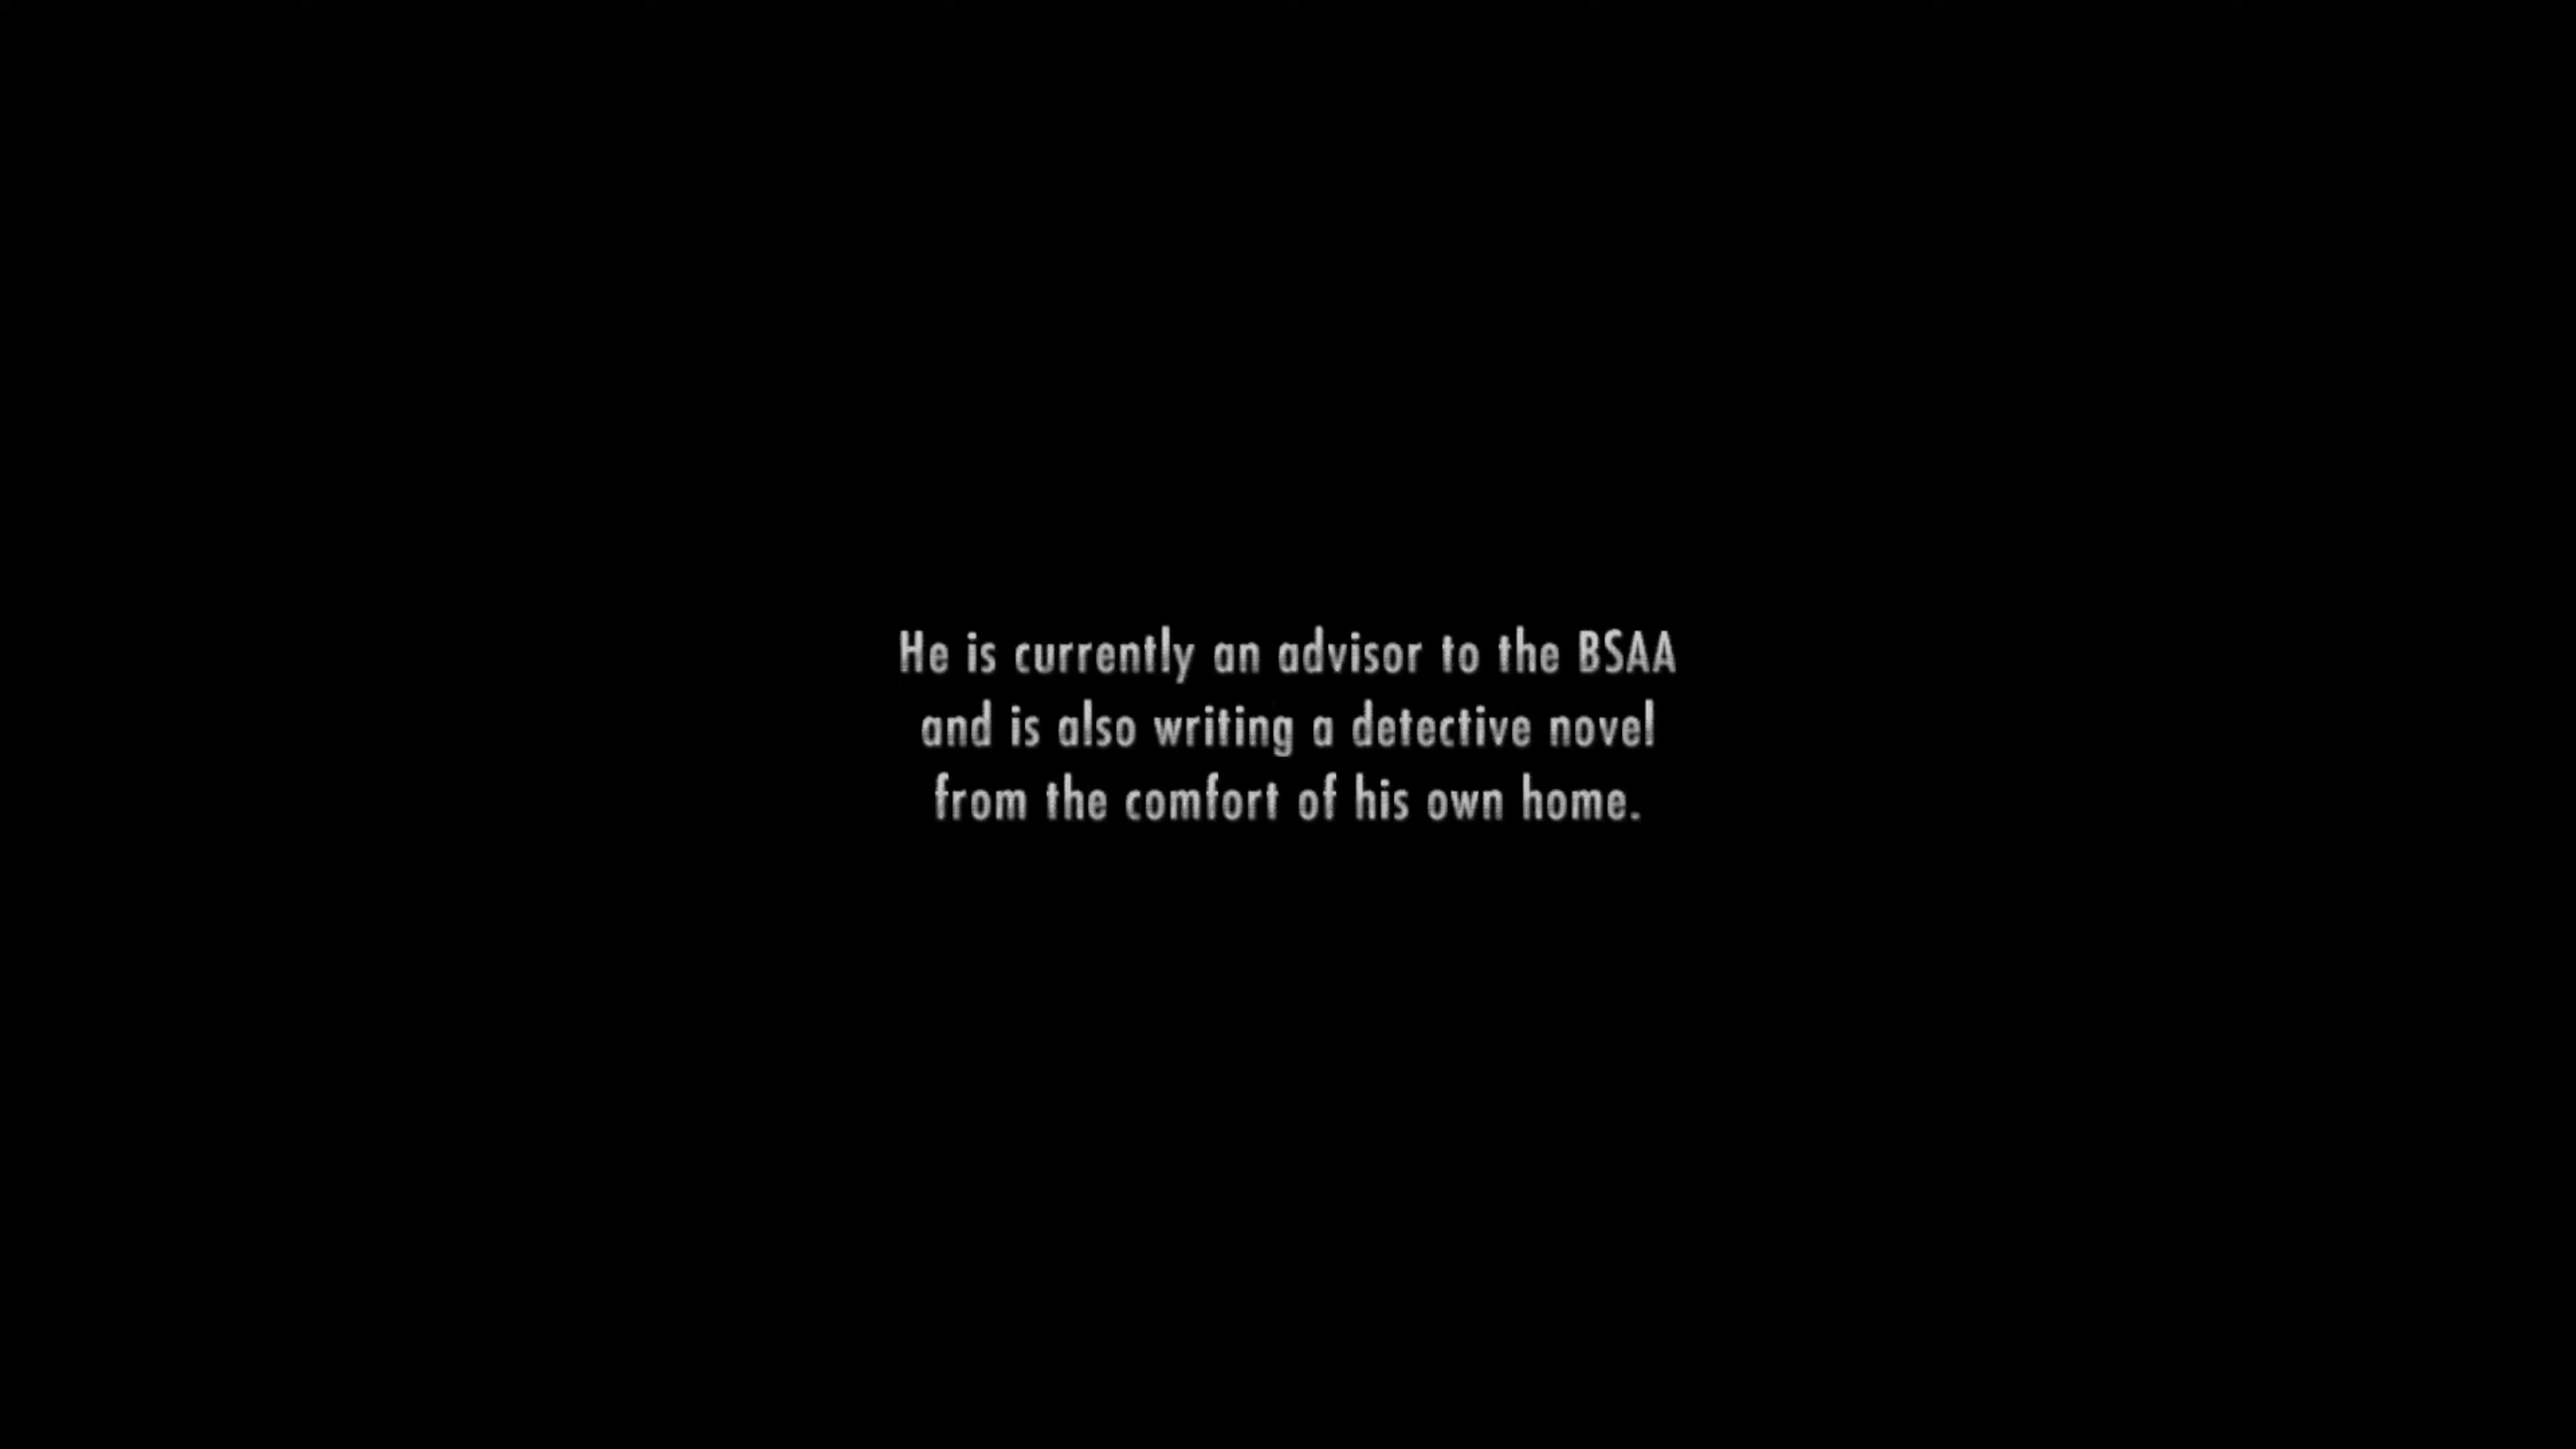 He is currently an advisor to the BSAA
and is also writing a detective novel
from the comfort of his own home.